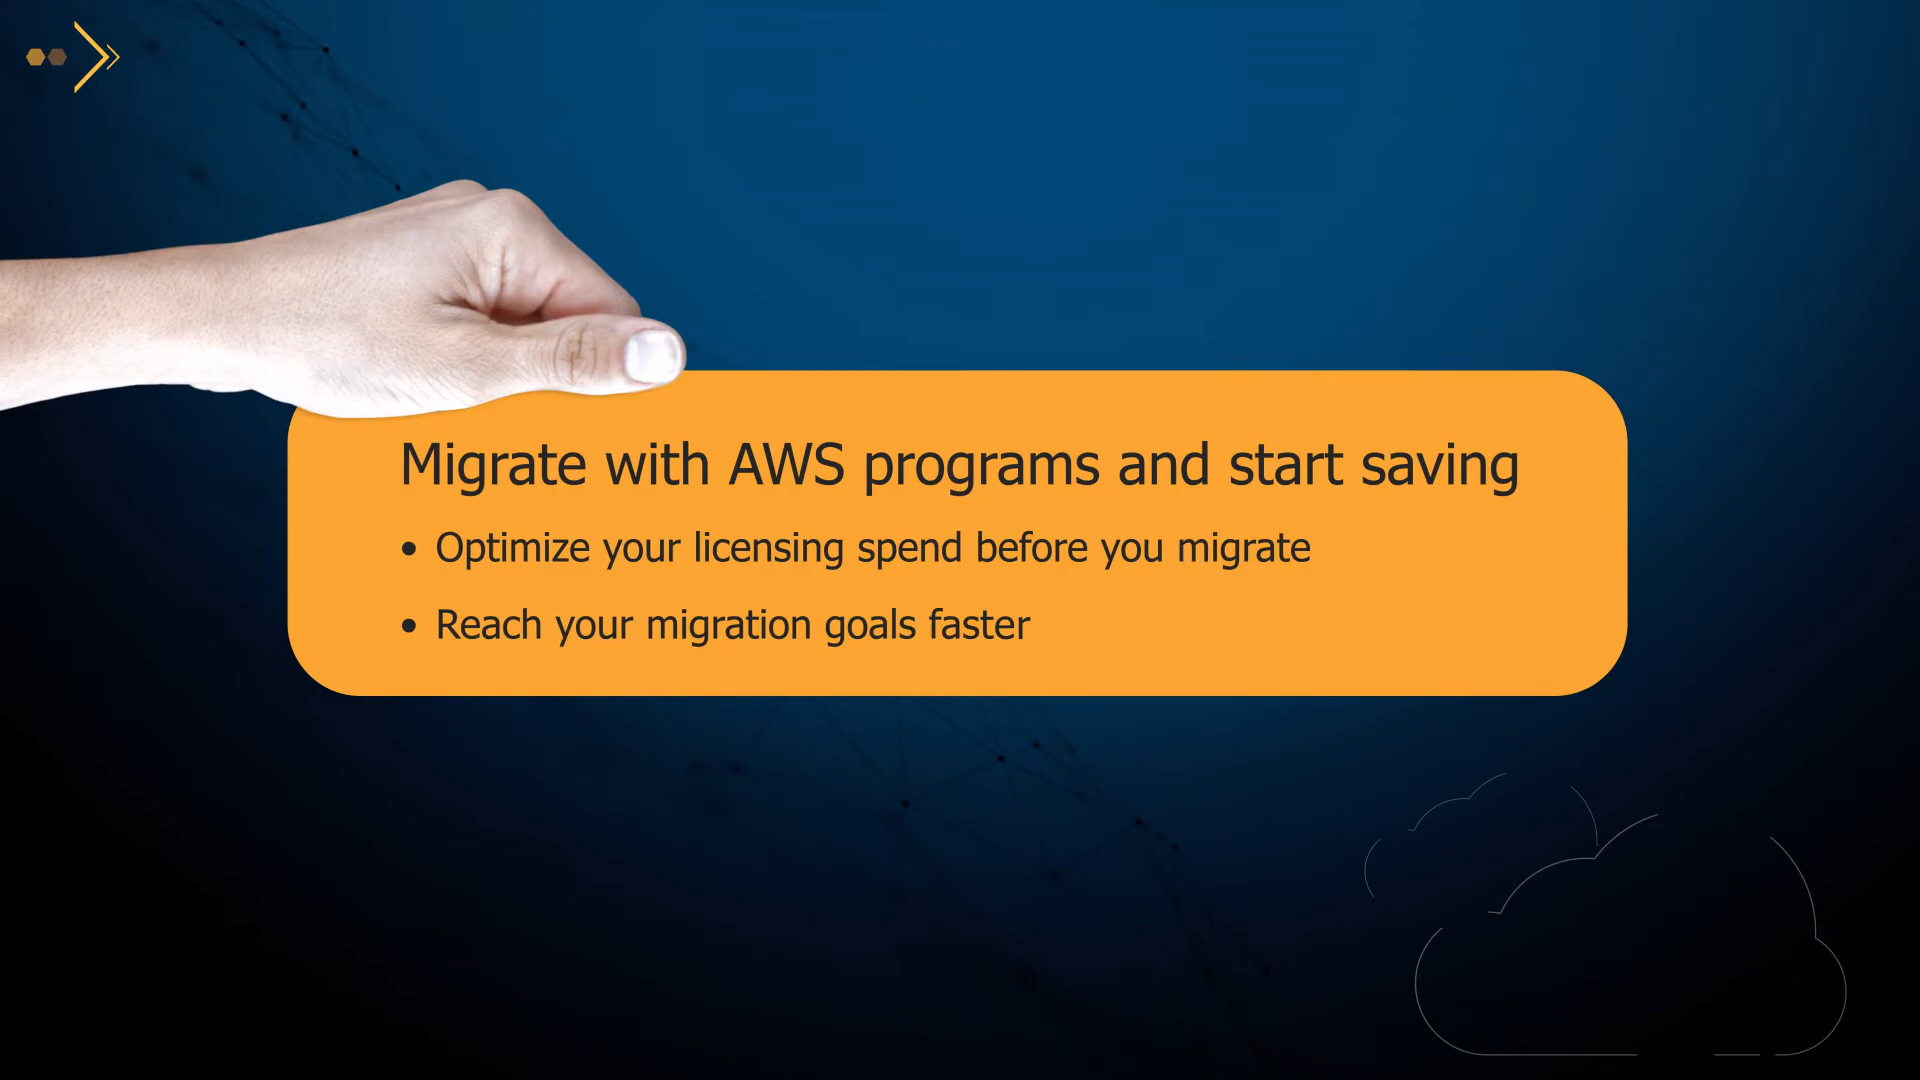 Migrate with AWS programs and start saving
• Optimize your licensing spend before you migrate
• Reach your migration goals faster